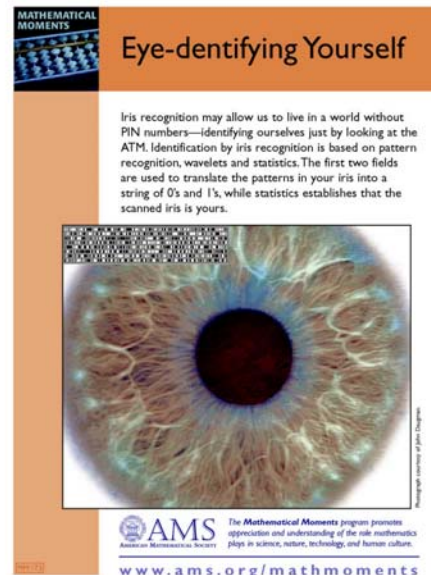 MATHEMATICAL
MOMENTS
Eye-dentifying Yourself
Iris recognition may allow us to live in a world without
PIN numbers—identifying ourselves just by looking at the
ATM. Identification by iris recognition is based on pattern
recognition, wavelets and statistics. The first two fields
are used to translate the patterns in your iris into a
string of 0's and 1's, while statistics establishes that the
scanned iris is yours.
Photograph courtesy of John Daugman.
AMS
AMERICAN MATHEMATICAL SOCIETY
The Mathematical Moments program promotes
appreciation and understanding of the role mathematics
plays in science, nature, technology, and human culture.
www.ams.org/mathmoments